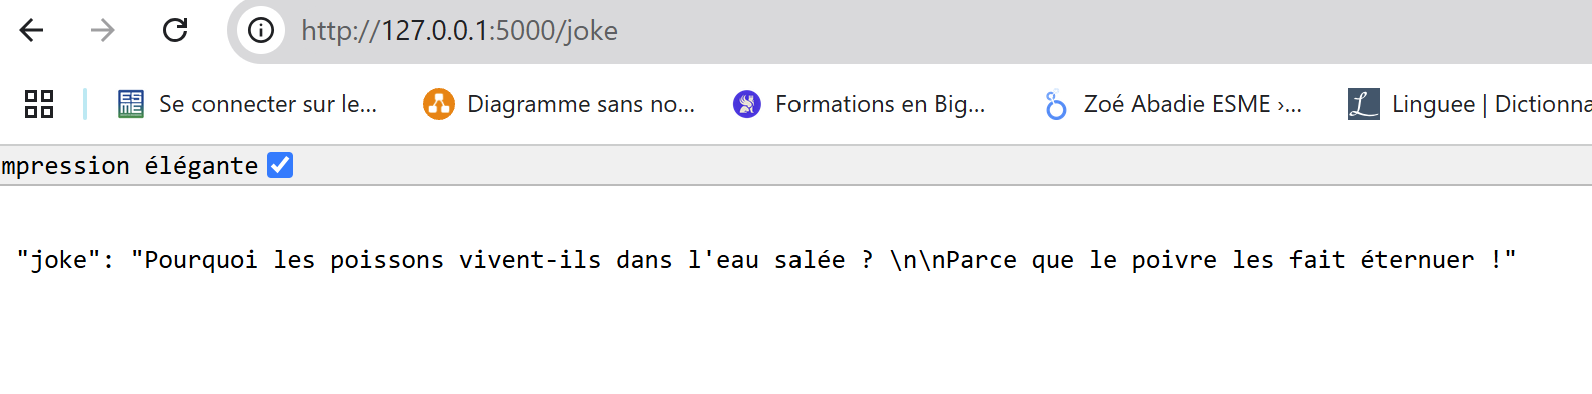 http://127.0.0.1:5000/joke
ESME Se connecter sur le... Diagramme sans no... Formations en Big... Zoé Abadie ESME ›... L Linguee | Dictionna
mpression élégante
"joke": "Pourquoi les poissons vivent-ils dans l'eau salée ? \n\nParce que le poivre les fait éternuer !"